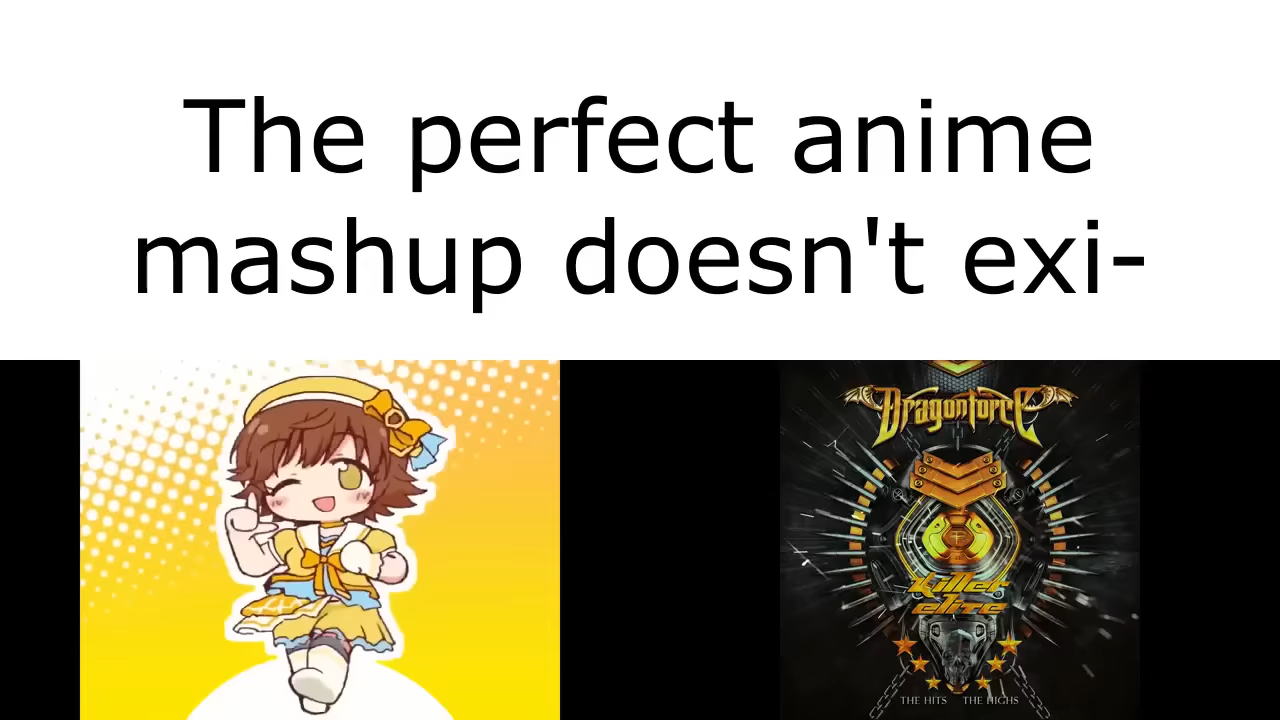 The perfect anime
mashup doesn't exi-
DragonForce
killer
elite
THE HITS THE HIGHS